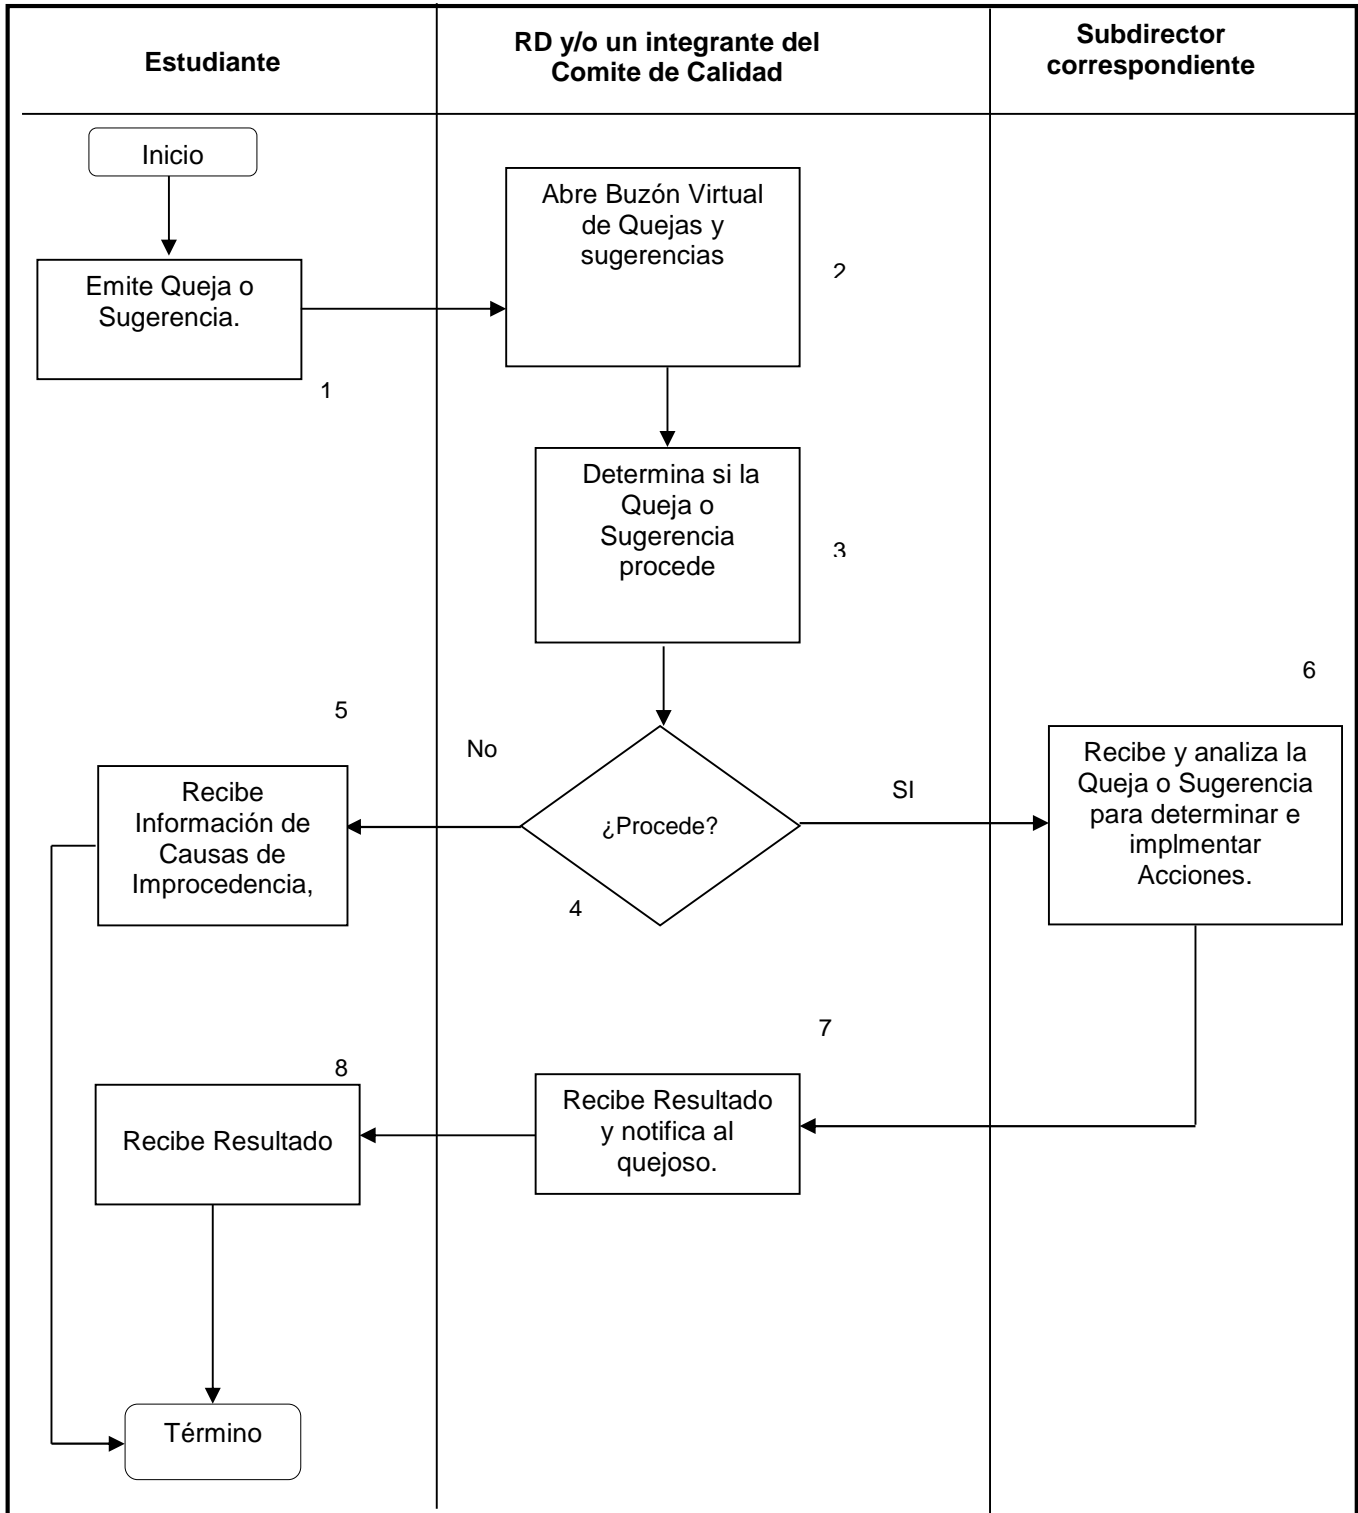 Estudiante
RD y/o un integrante del
Comite de Calidad
Subdirector
correspondiente
Inicio
Emite Queja o
Sugerencia.
1
Abre Buzón Virtual
de Quejas y
sugerencias
2
Determina si la
Queja o
Sugerencia
procede
3
¿Procede?
4
No
SI
5
Recibe
Información de
Causas de
Improcedencia,
6
Recibe y analiza la
Queja o Sugerencia
para determinar e
implmentar
Acciones.
7
Recibe Resultado
y notifica al
quejoso.
8
Recibe Resultado
Término